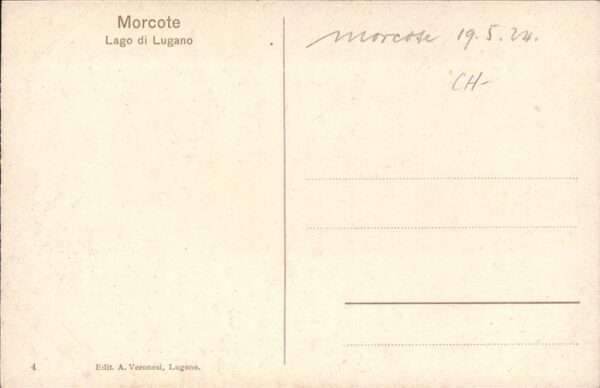 Morcote
Lago di Lugano
Morcote 19.5.24.
CH-
4
Edit. A. Veronesi, Lugano.